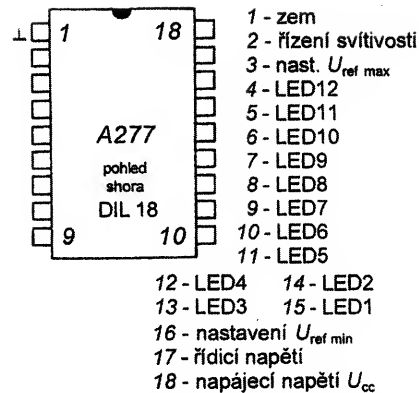 ⊥ 1 18
A277
pohled
shora
DIL 18
9 10
1 - zem
2 - řízení svítivosti
3 - nast. Uref max
4 - LED12
5 - LED11
6 - LED10
7 - LED9
8 - LED8
9 - LED7
10 - LED6
11 - LED5
12 - LED4 14 - LED2
13 - LED3 15 - LED1
16 - nastavení Uref min
17 - řídicí napětí
18 - napájecí napětí Ucc